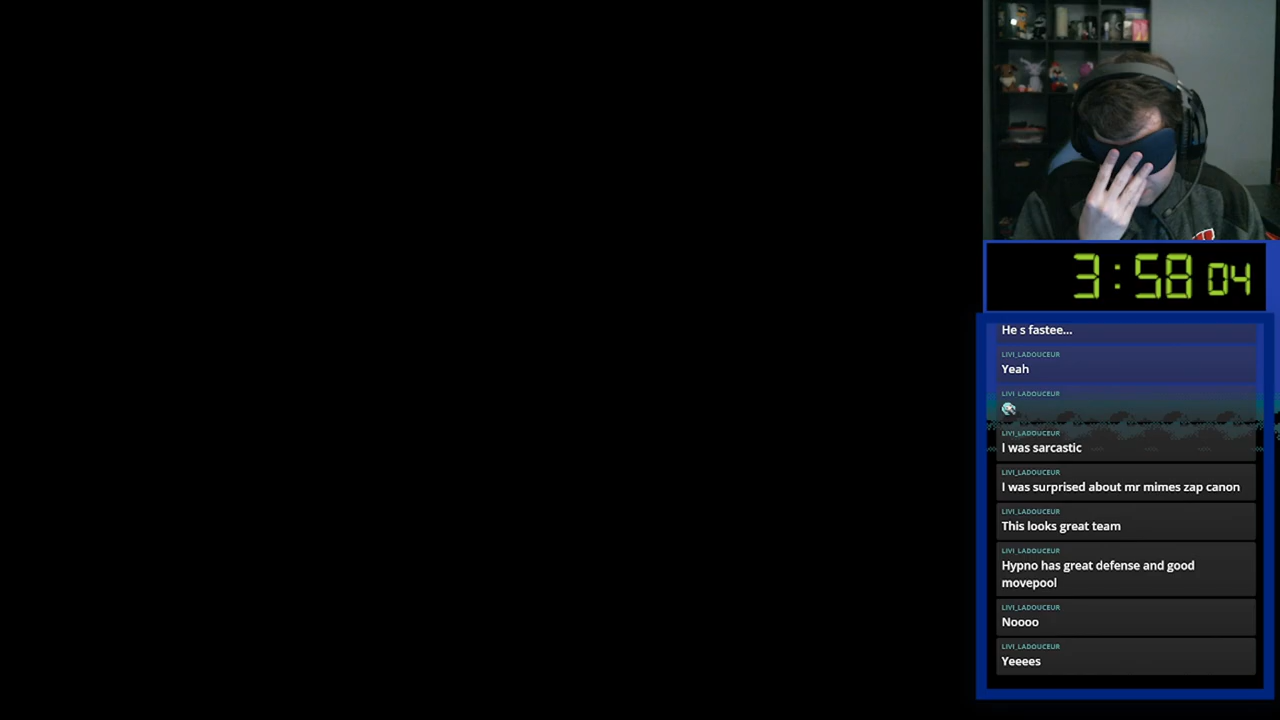 3:58 04
He s fastee...
LIVI_LADOUCEUR
Yeah
LIVI_LADOUCEUR
LIVI_LADOUCEUR
I was sarcastic
LIVI_LADOUCEUR
I was surprised about mr mimes zap canon
LIVI_LADOUCEUR
This looks great team
LIVI_LADOUCEUR
Hypno has great defense and good
movepool
LIVI_LADOUCEUR
Noooo
LIVI_LADOUCEUR
Yeeees